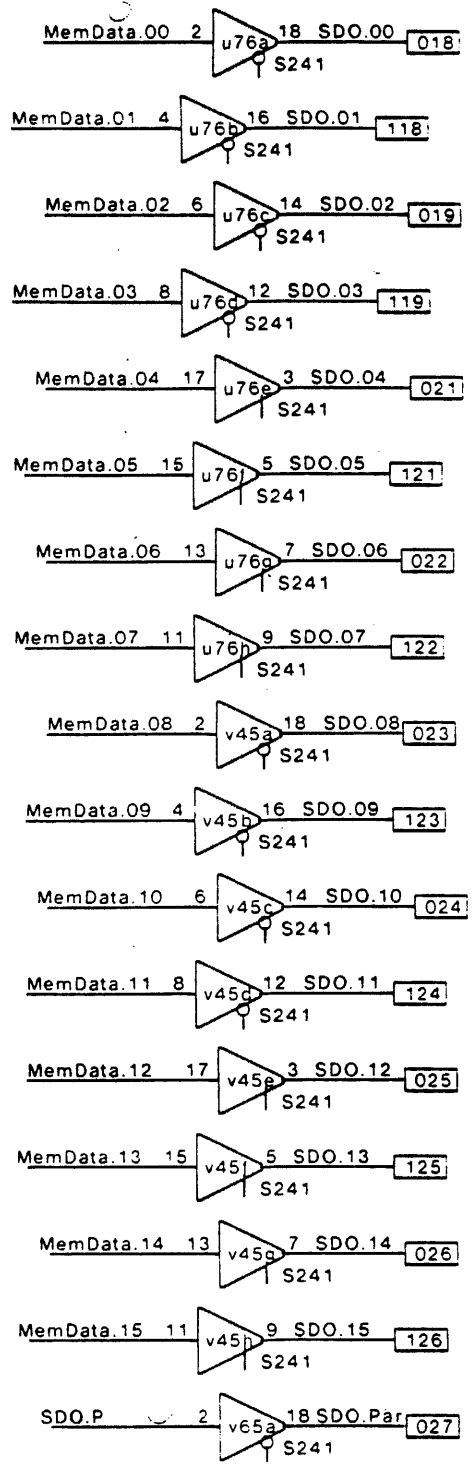 MemData.00 2 u76a 18 SDO.00 018
S241
MemData.01 4 u76b 16 SDO.01 118
S241
MemData.02 6 u76c 14 SDO.02 019
S241
MemData.03 8 u76d 12 SDO.03 119
S241
MemData.04 17 u76e 3 SDO.04 021
S241
MemData.05 15 u76f 5 SDO.05 121
S241
MemData.06 13 u76g 7 SDO.06 022
S241
MemData.07 11 u76h 9 SDO.07 122
S241
MemData.08 2 v45a 18 SDO.08 023
S241
MemData.09 4 v45b 16 SDO.09 123
S241
MemData.10 6 v45c 14 SDO.10 024
S241
MemData.11 8 v45d 12 SDO.11 124
S241
MemData.12 17 v45e 3 SDO.12 025
S241
MemData.13 15 v45f 5 SDO.13 125
S241
MemData.14 13 v45g 7 SDO.14 026
S241
MemData.15 11 v45h 9 SDO.15 126
S241
SDO.P 2 v65a 18 SDO.Par 027
S241